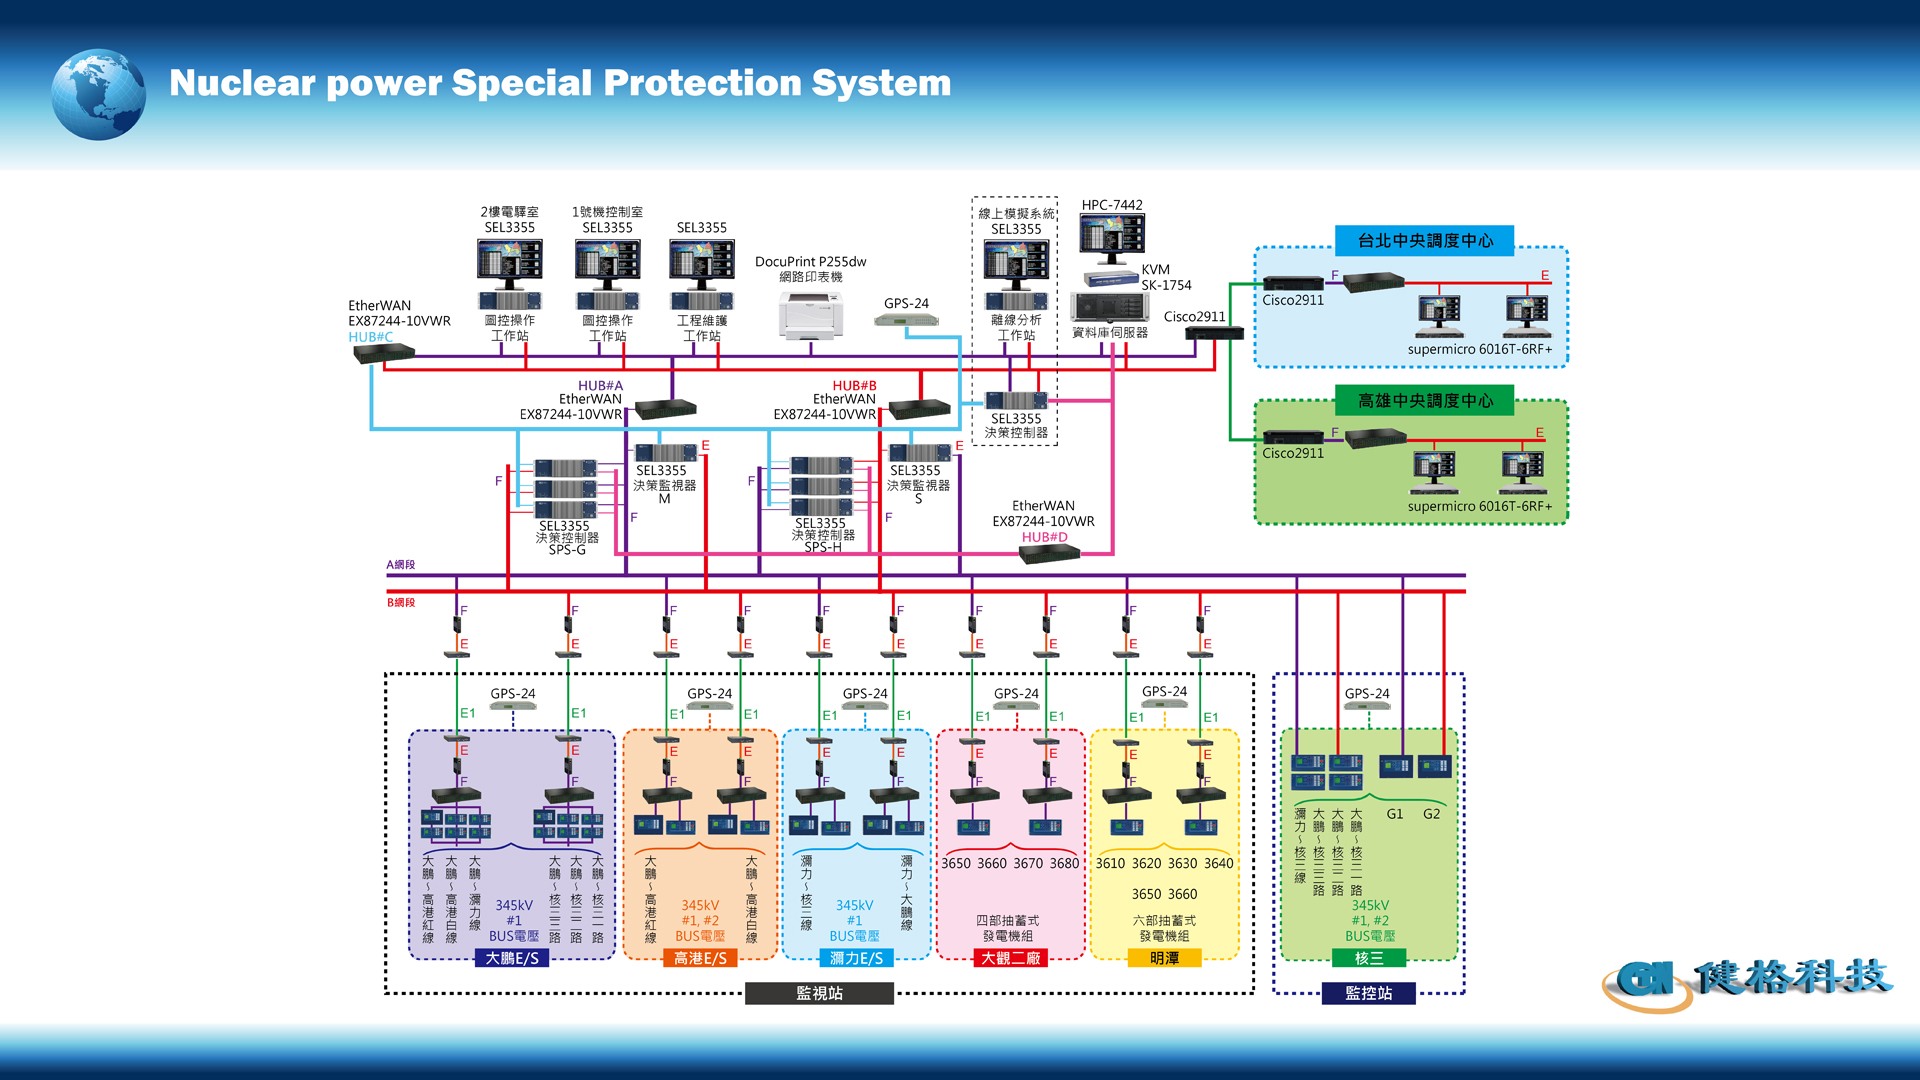 Nuclear power Special Protection System
2樓電驛室
SEL3355
圖控操作
工作站
1號機控制室
SEL3355
圖控操作
工作站
SEL3355
工程維護
工作站
DocuPrint P255dw
網路印表機
GPS-24
線上模擬系統
SEL3355
離線分析
工作站
HPC-7442
KVM
SK-1754
資料庫伺服器
Cisco2911
EtherWAN
EX87244-10VWR
HUB#C
台北中央調度中心
Cisco2911
F
E
supermicro 6016T-6RF+
高雄中央調度中心
Cisco2911
F
E
supermicro 6016T-6RF+
HUB#A
EtherWAN
EX87244-10VWR
HUB#B
EtherWAN
EX87244-10VWR
SEL3355
決策控制器
E
SEL3355
決策監視器
M
E
SEL3355
決策監視器
S
F
SEL3355
決策控制器
SPS-G
F
F
SEL3355
決策控制器
SPS-H
F
EtherWAN
EX87244-10VWR
HUB#D
A網段
B網段
F F F F F F F F F F
E E E E E E E E E E
GPS-24 GPS-24 GPS-24 GPS-24 GPS-24 GPS-24
E1 E1 E1 E1 E1 E1 E1 E1 E1 E1
E E E E E E E E E E
F F F F F F F F F F
大鵬~高港紅線
大鵬~高港白線
大鵬~瀰力線
345kV
#1
BUS電壓
大鵬~核三三路
大鵬~核三二路
大鵬~核三一路
大鵬E/S
大鵬~高港紅線
345kV
#1, #2
BUS電壓
大鵬~高港白線
高港E/S
瀰力~核三線
345kV
#1
BUS電壓
瀰力~大鵬線
瀰力E/S
3650 3660 3670 3680
四部抽蓄式
發電機組
大觀二廠
3610 3620 3630 3640
3650 3660
六部抽蓄式
發電機組
明潭
監視站
瀰力~核三線
大鵬~核三三路
大鵬~核三二路
大鵬~核三一路
G1 G2
345kV
#1, #2
BUS電壓
核三
監控站
健格科技